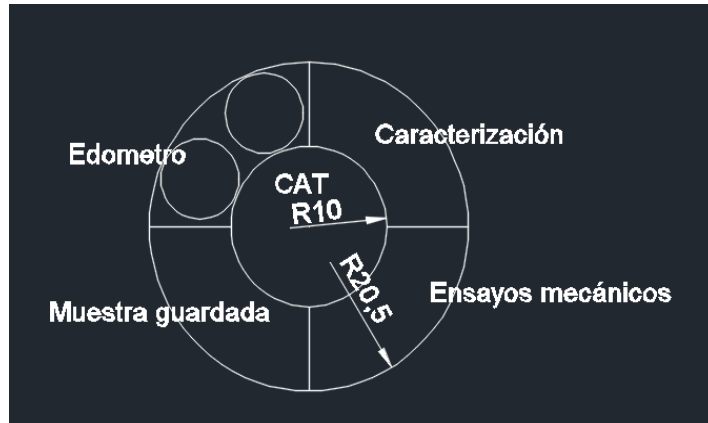 Caracterización
Edometro
CAT
R10
R20,5
Ensayos mecánicos
Muestra guardada